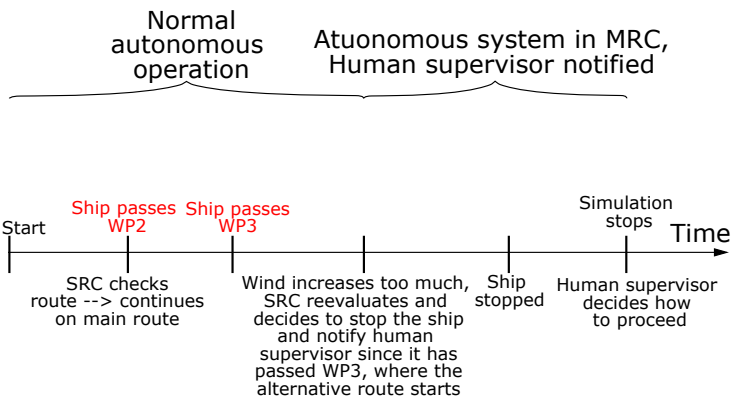 Normal
autonomous
operation
Atuonomous system in MRC,
Human supervisor notified
Start
Ship passes
WP2
Ship passes
WP3
Simulation
stops
Time
SRC checks
route --> continues
on main route
Wind increases too much,
SRC reevaluates and
decides to stop the ship
and notify human
supervisor since it has
passed WP3, where the
alternative route starts
Ship
stopped
Human supervisor
decides how
to proceed